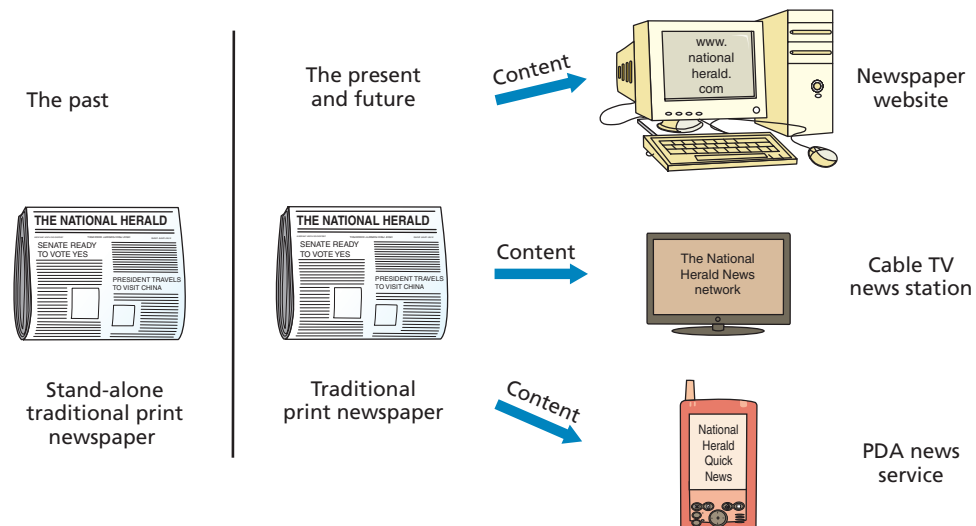 The past
The present
and future
Content
www.
national
herald.
com
Newspaper
website
THE NATIONAL HERALD
SENATE READY
TO VOTE YES
PRESIDENT TRAVELS
TO VISIT CHINA
Stand-alone
traditional print
newspaper
THE NATIONAL HERALD
SENATE READY
TO VOTE YES
PRESIDENT TRAVELS
TO VISIT CHINA
Traditional
print newspaper
Content
The National
Herald News
network
Cable TV
news station
Content
National
Herald
Quick
News
PDA news
service